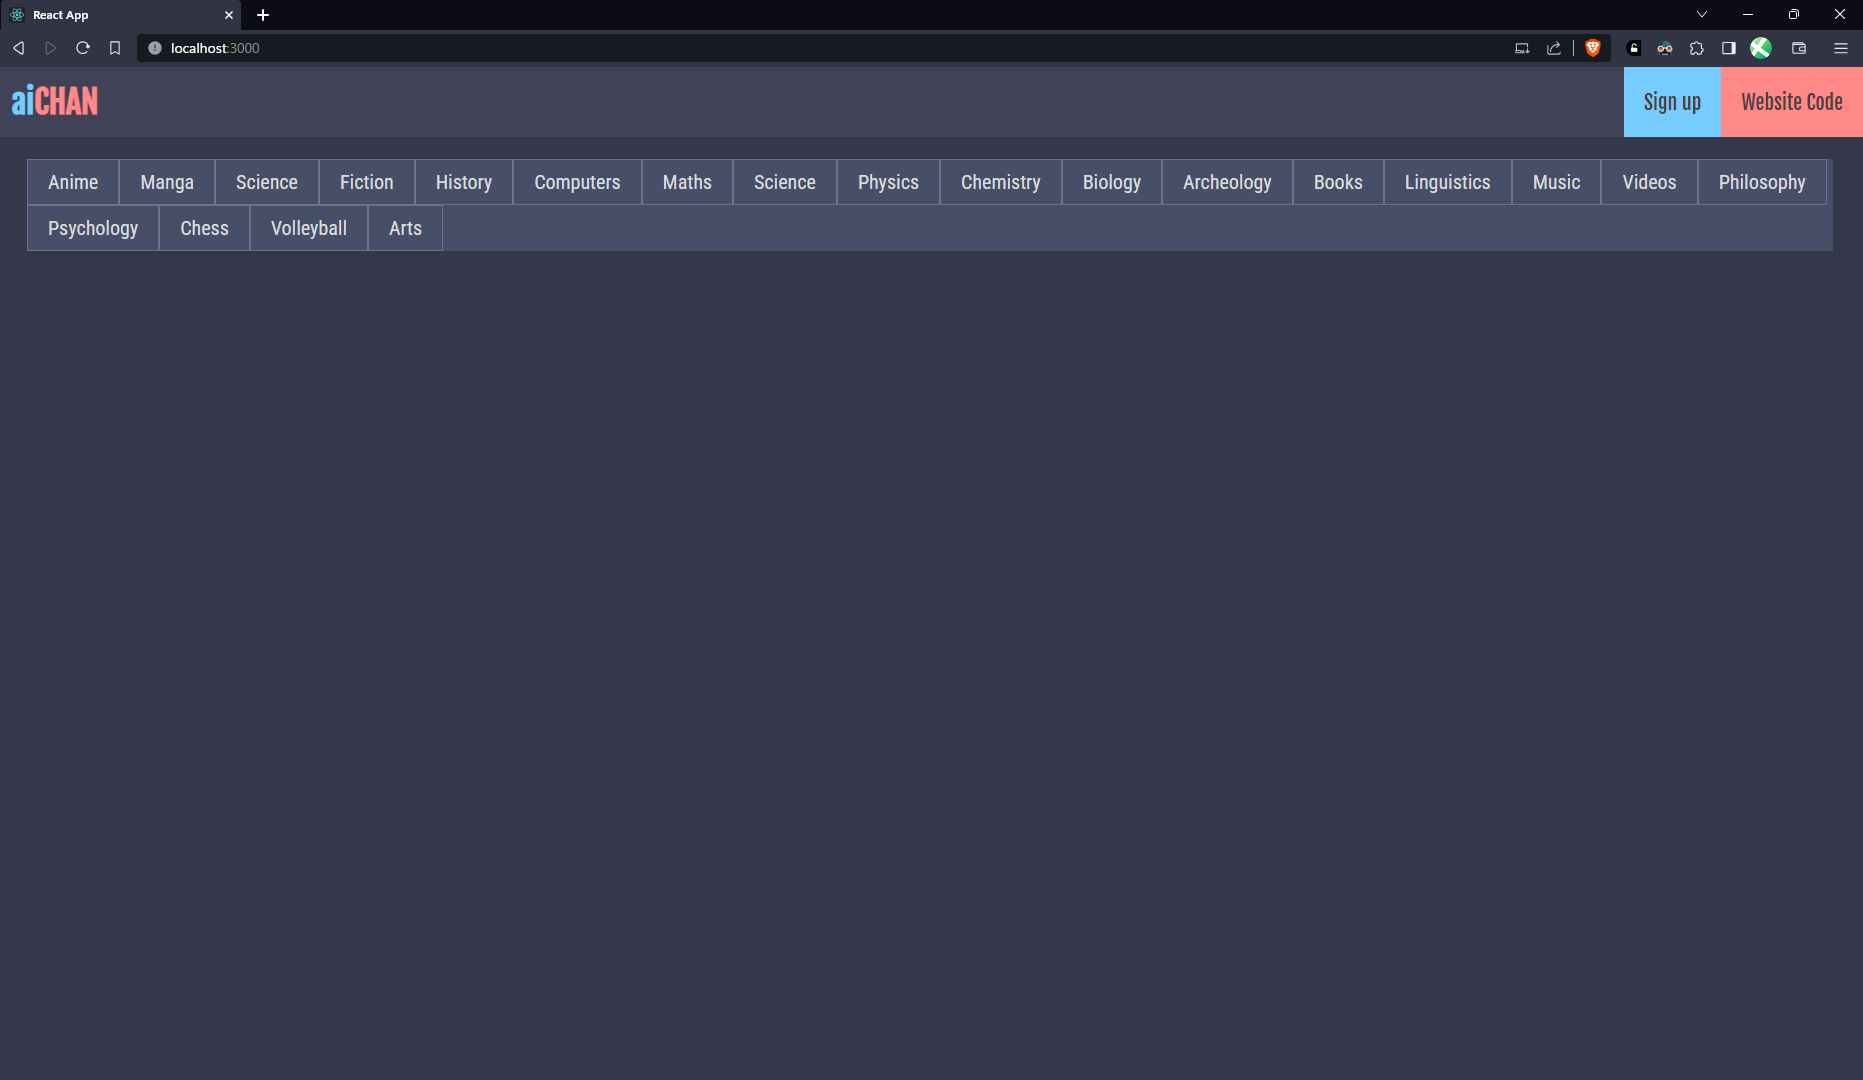 React App
localhost:3000
aiCHAN
Sign up
Website Code
Anime Manga Science Fiction History Computers Maths Science Physics Chemistry Biology Archeology Books Linguistics Music Videos Philosophy
Psychology Chess Volleyball Arts